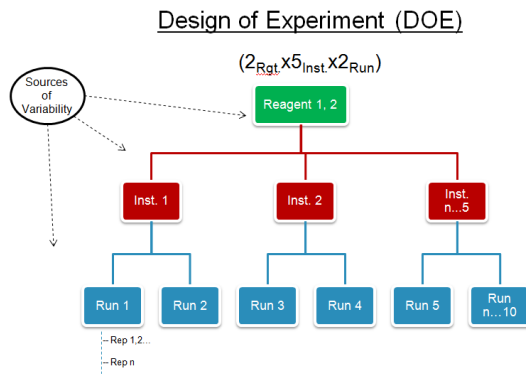 Design of Experiment (DOE)
(2Rgt.x5Inst.x2Run)
Sources
of
Variability
Reagent 1, 2
Inst. 1
Inst. 2
Inst.
n...5
Run 1
Run 2
Run 3
Run 4
Run 5
Run
n...10
Rep 1,2...
Rep n